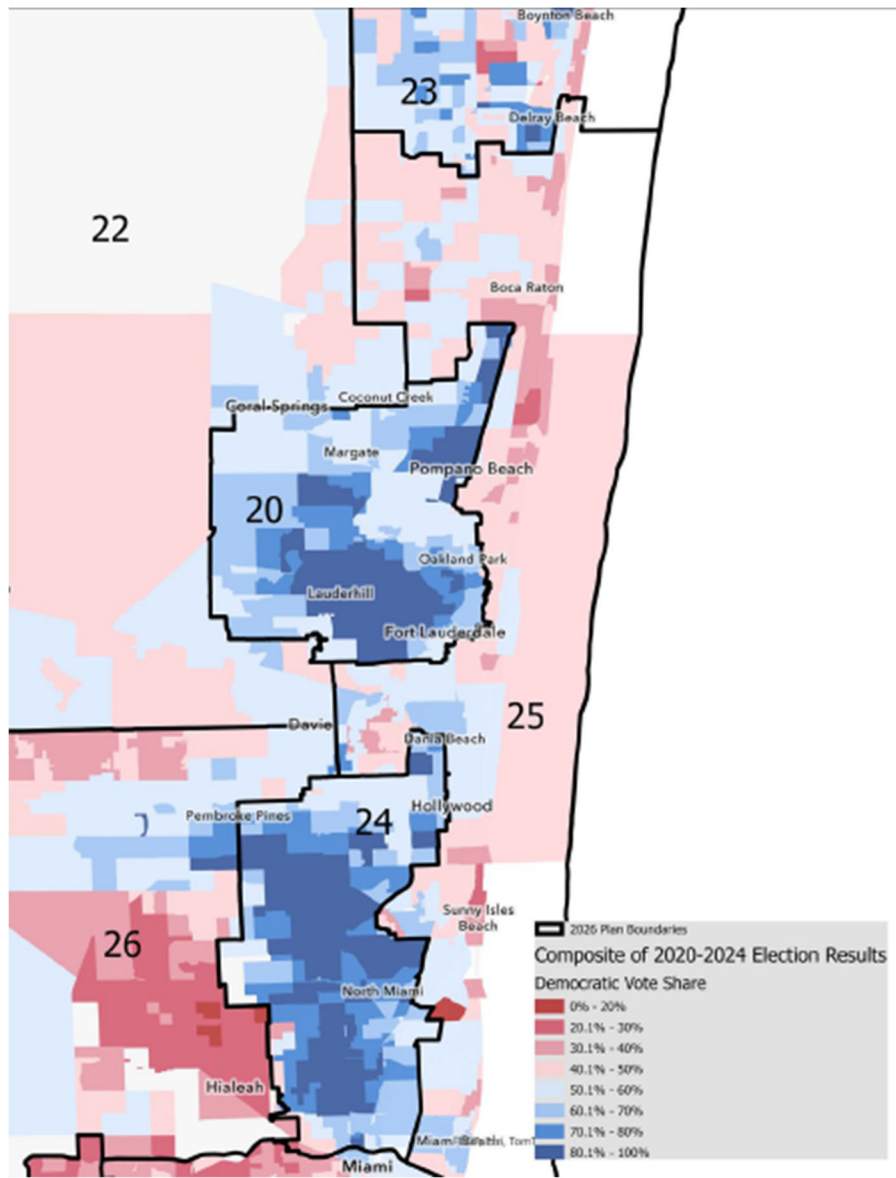 Boynton Beach
23
Delray Beach
22
Boca Raton
Coconut Creek
Coral Springs
Margate
Pompano Beach
20
Oakland Park
Lauderhill
Fort Lauderdale
25
Davie
Dania Beach
Hollywood
Pembroke Pines
24
Sunny Isles
Beach
26
North Miami
Hialeah
Miami
Miami
2026 Plan Boundaries
Composite of 2020-2024 Election Results
Democratic Vote Share
0% - 20%
20.1% - 30%
30.1% - 40%
40.1% - 50%
50.1% - 60%
60.1% - 70%
70.1% - 80%
80.1% - 100%